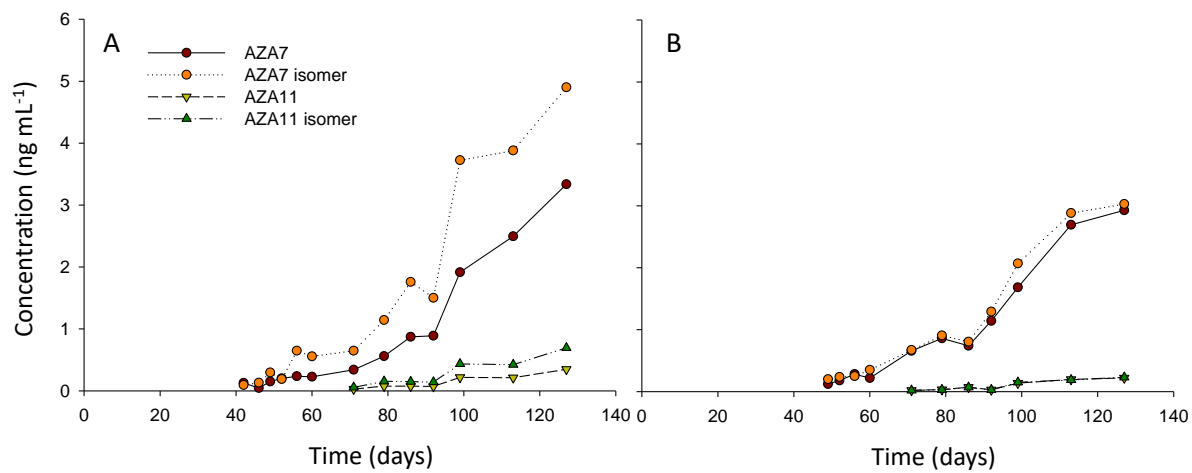 A
B
AZA7
AZA7 isomer
AZA11
AZA11 isomer
Concentration (ng mL⁻¹)
6
5
4
3
2
1
0
0 20 40 60 80 100 120 140
0 20 40 60 80 100 120 140
Time (days)
Time (days)